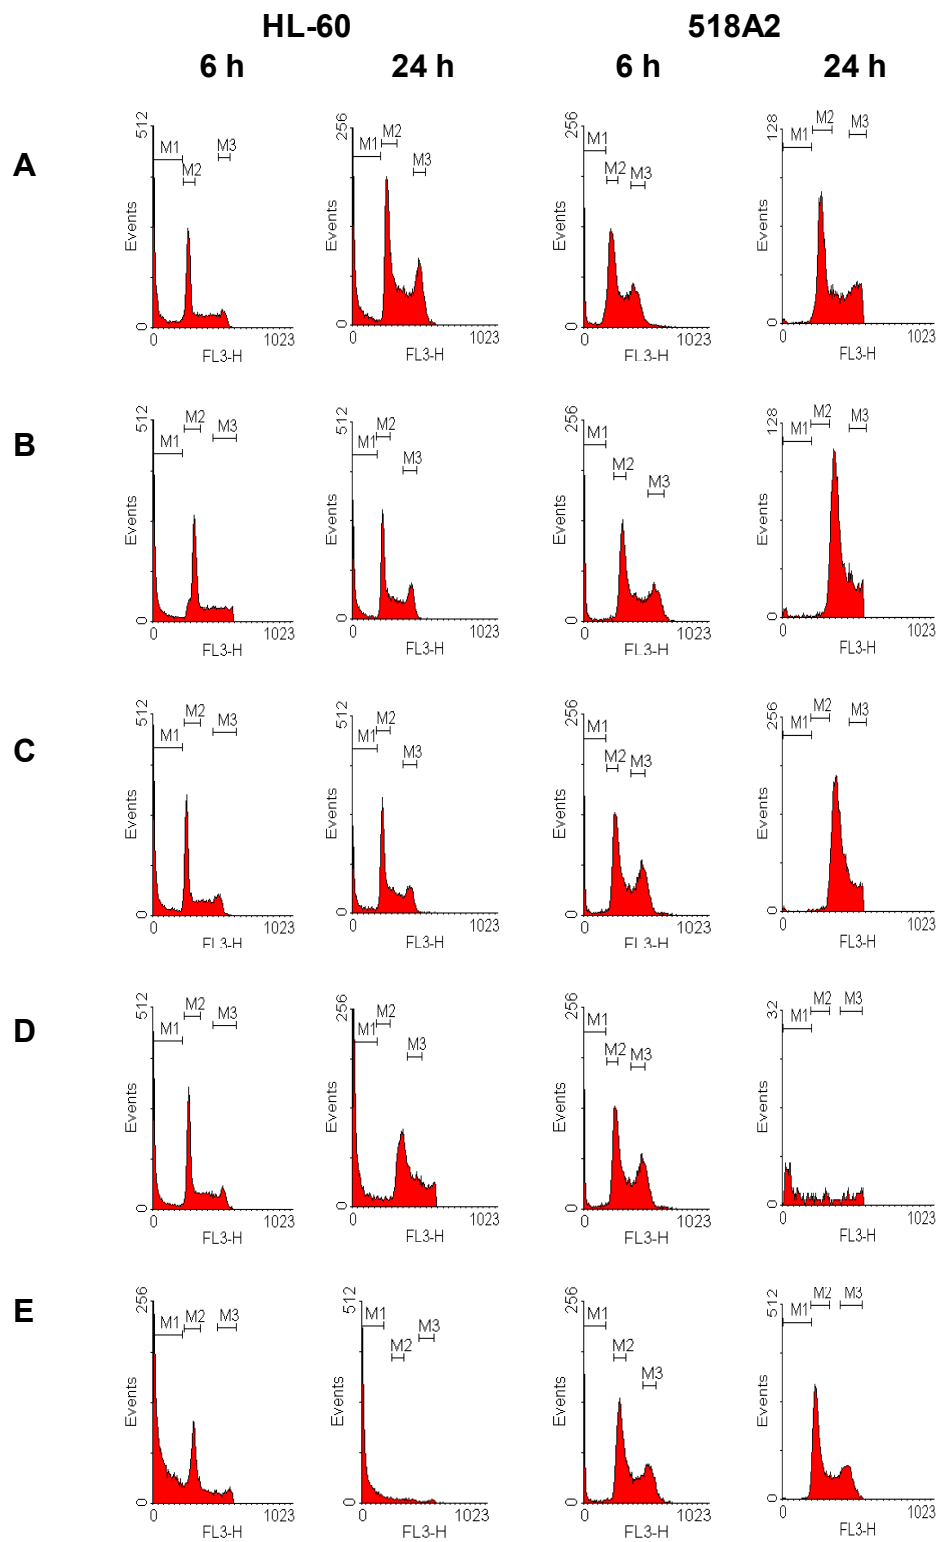 HL-60 518A2
6 h 24 h 6 h 24 h
A
512 M1 M2 M3 Events 0 0 1023 FL3-H
256 M1 M2 M3 Events 0 0 1023 FL3-H
256 M1 M2 M3 Events 0 0 1023 FL3-H
128 M1 M2 M3 Events 0 0 1023 FL3-H
B
512 M1 M2 M3 Events 0 0 1023 FL3-H
512 M1 M2 M3 Events 0 0 1023 FL3-H
256 M1 M2 M3 Events 0 0 1023 FL3-H
128 M1 M2 M3 Events 0 0 1023 FL3-H
C
512 M1 M2 M3 Events 0 0 1023 FL3-H
512 M1 M2 M3 Events 0 0 1023 FL3-H
256 M1 M2 M3 Events 0 0 1023 FL3-H
256 M1 M2 M3 Events 0 0 1023 FL3-H
D
512 M1 M2 M3 Events 0 0 1023 FL3-H
256 M1 M2 M3 Events 0 0 1023 FL3-H
256 M1 M2 M3 Events 0 0 1023 FL3-H
32 M1 M2 M3 Events 0 0 1023 FL3-H
E
256 M1 M2 M3 Events 0 0 1023 FL3-H
512 M1 M2 M3 Events 0 0 1023 FL3-H
256 M1 M2 M3 Events 0 0 1023 FL3-H
512 M1 M2 M3 Events 0 0 1023 FL3-H